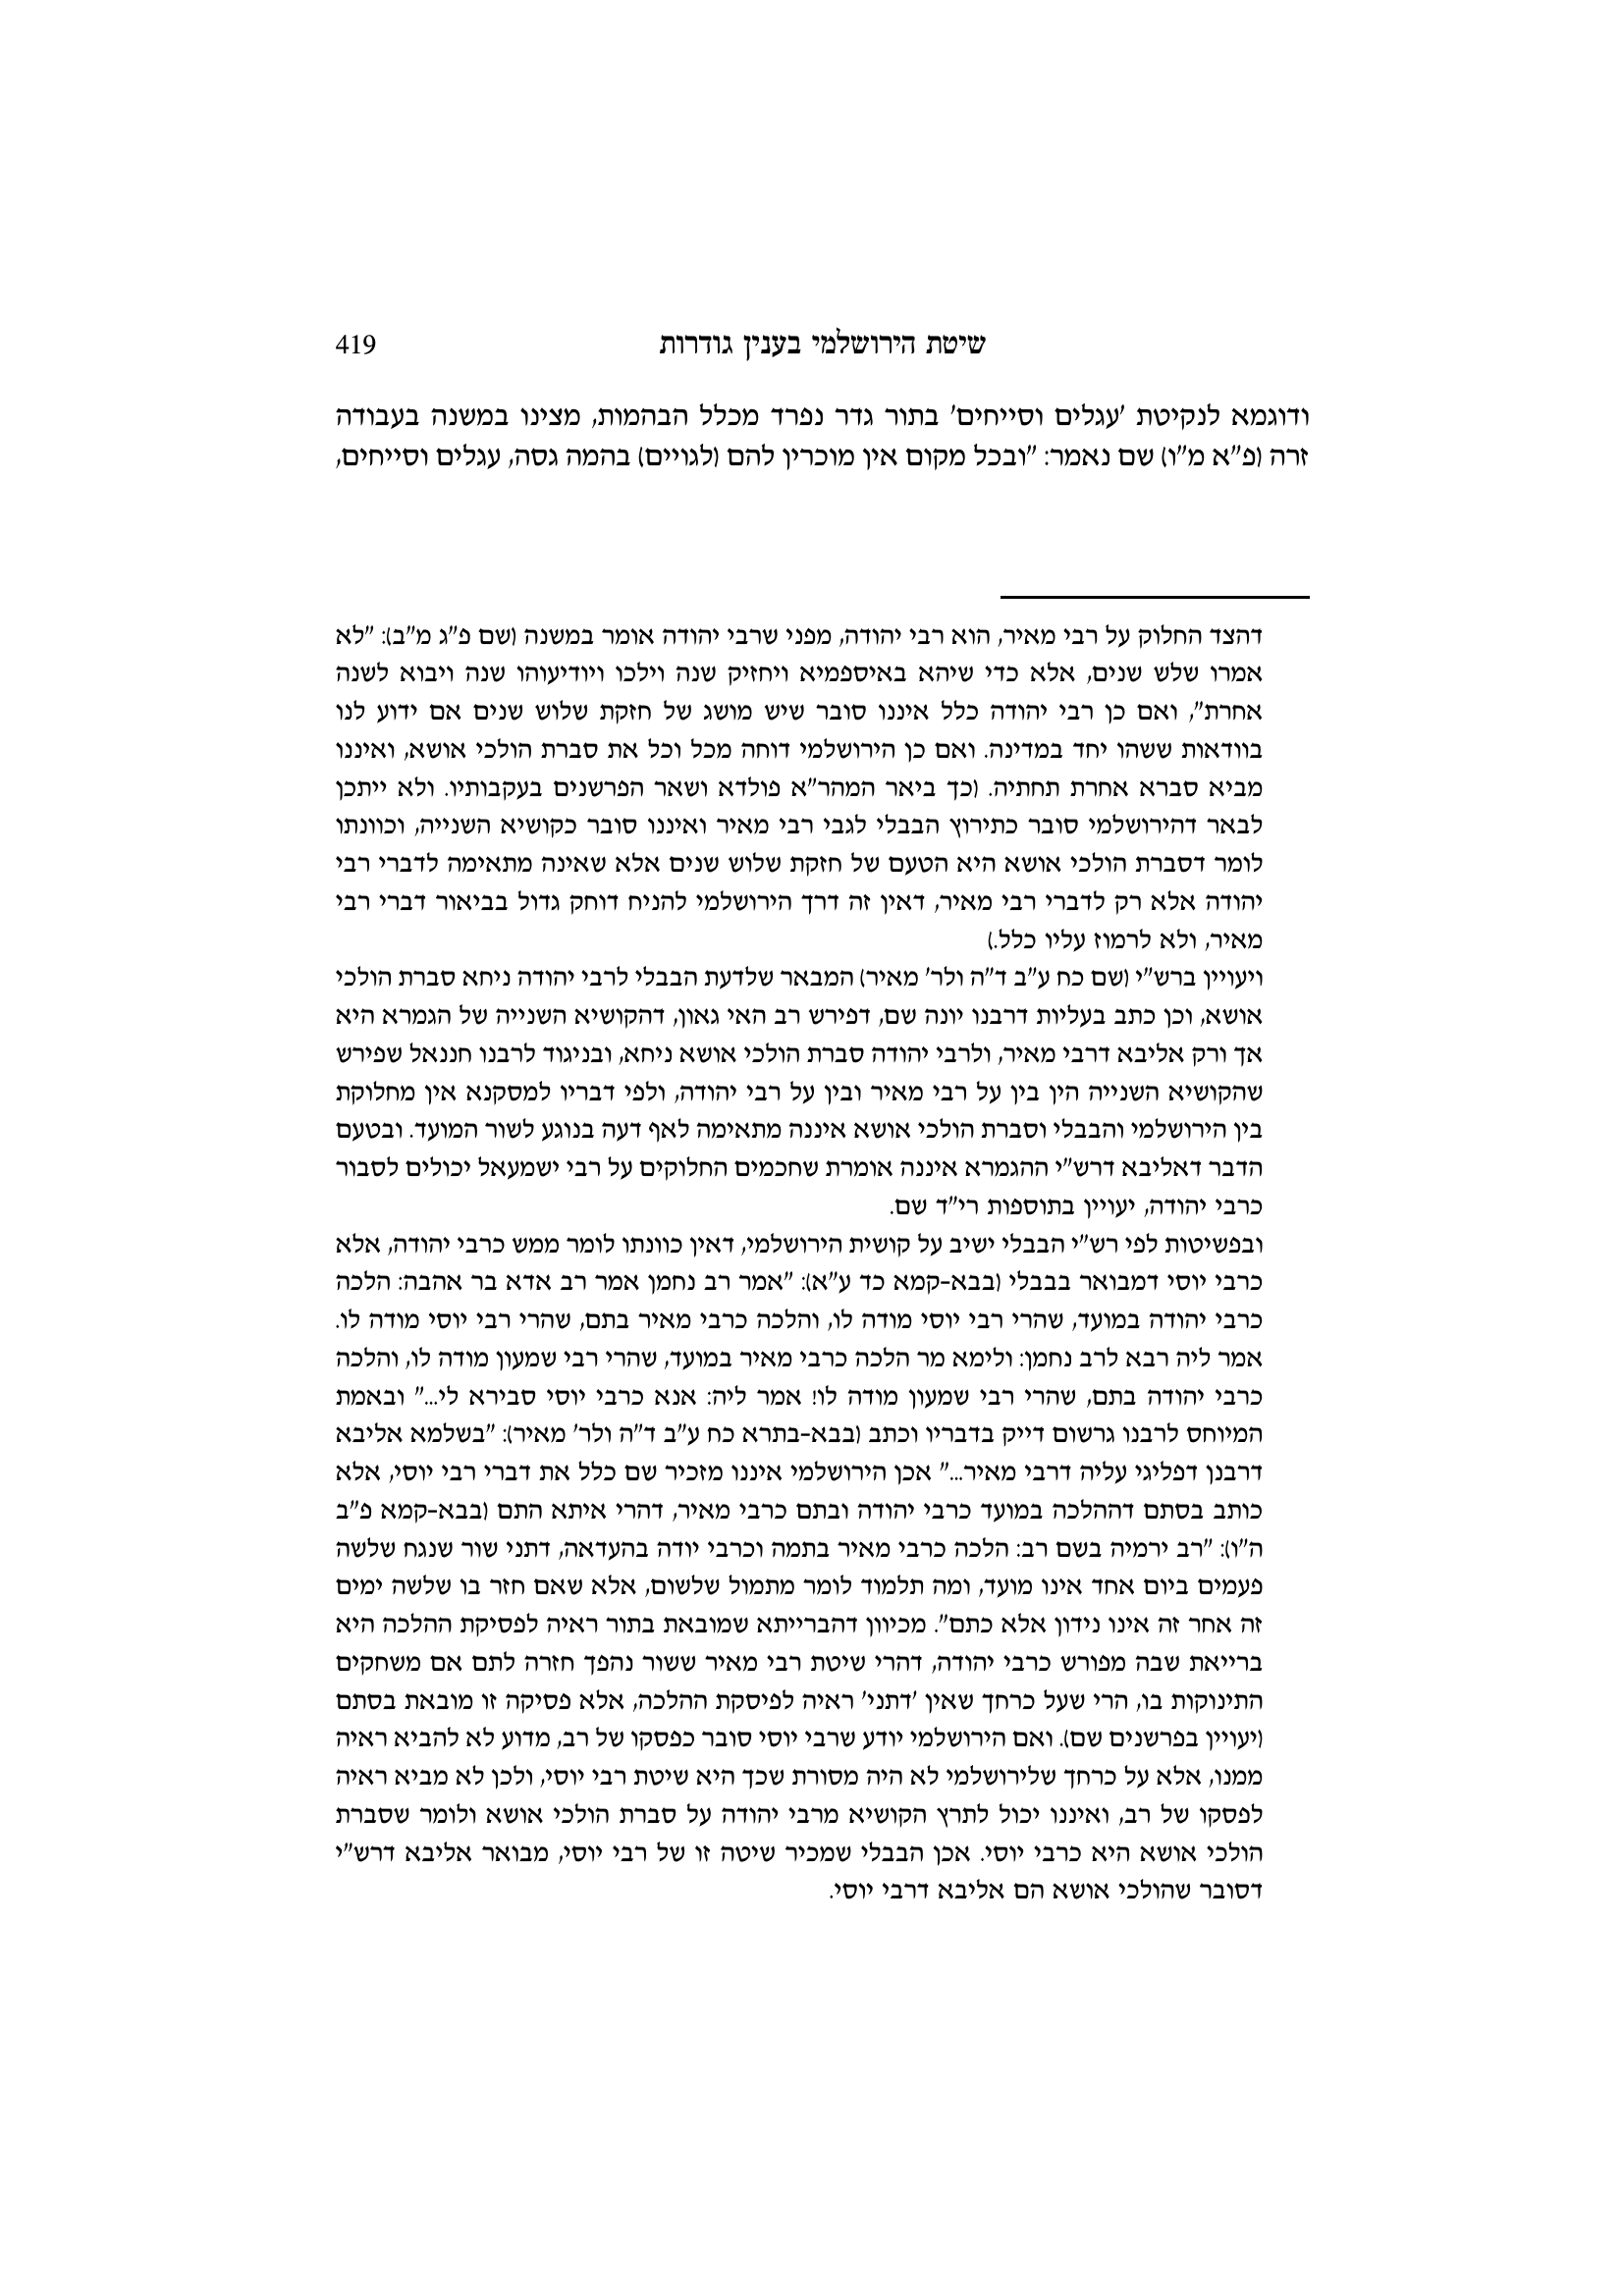 שיטת הירושלמי בענין גודרות 419
ודוגמא לנקיטת 'עגלים וסייחים' בתור גדר נפרד מכלל הבהמות, מצינו במשנה בעבודה
זרה (פ"א מ"ו) שם נאמר: "ובכל מקום אין מוכרין להם (לגויים) בהמה גסה, עגלים וסייחים,
דהצד החלוק על רבי מאיר, הוא רבי יהודה, מפני שרבי יהודה אומר במשנה (שם פ"ג מ"ב): "לא
אמרו שלש שנים, אלא כדי שיהא באיספמיא ויחזיק שנה וילכו ויודיעוהו שנה ויבוא לשנה
אחרת", ואם כן רבי יהודה כלל איננו סובר שיש מושג של חזקת שלוש שנים אם ידוע לנו
בוודאות ששהו יחד במדינה. ואם כן הירושלמי דוחה מכל וכל את סברת הולכי אושא, ואיננו
מביא סברא אחרת תחתיה. (כך ביאר המהר"א פולדא ושאר הפרשנים בעקבותיו. ולא ייתכן
לבאר דהירושלמי סובר כתירוץ הבבלי לגבי רבי מאיר ואיננו סובר כקושיא השנייה, וכוונתו
לומר דסברת הולכי אושא היא הטעם של חזקת שלוש שנים אלא שאינה מתאימה לדברי רבי
יהודה אלא רק לדברי רבי מאיר, דאין זה דרך הירושלמי להניח דוחק גדול בביאור דברי רבי
מאיר, ולא לרמוז עליו כלל.)
ויעויין ברש"י (שם כח ע"ב ד"ה ולר' מאיר) המבאר שלדעת הבבלי לרבי יהודה ניחא סברת הולכי
אושא, וכן כתב בעליות דרבנו יונה שם, דפירש רב האי גאון, דהקושיא השנייה של הגמרא היא
אך ורק אליבא דרבי מאיר, ולרבי יהודה סברת הולכי אושא ניחא, ובניגוד לרבנו חננאל שפירש
שהקושיא השנייה הין בין על רבי מאיר ובין על רבי יהודה, ולפי דבריו למסקנא אין מחלוקת
בין הירושלמי והבבלי וסברת הולכי אושא איננה מתאימה לאף דעה בנוגע לשור המועד. ובטעם
הדבר דאליבא דרש"י ההגמרא איננה אומרת שחכמים החלוקים על רבי ישמעאל יכולים לסבור
כרבי יהודה, יעויין בתוספות רי"ד שם.
ובפשיטות לפי רש"י הבבלי ישיב על קושית הירושלמי, דאין כוונתו לומר ממש כרבי יהודה, אלא
כרבי יוסי דמבואר בבבלי (בבא-קמא כד ע"א): "אמר רב נחמן אמר רב אדא בר אהבה: הלכה
כרבי יהודה במועד, שהרי רבי יוסי מודה לו, והלכה כרבי מאיר בתם, שהרי רבי יוסי מודה לו.
אמר ליה רבא לרב נחמן: ולימא מר הלכה כרבי מאיר במועד, שהרי רבי שמעון מודה לו, והלכה
כרבי יהודה בתם, שהרי רבי שמעון מודה לו! אמר ליה: אנא כרבי יוסי סבירא לי..." ובאמת
המיוחס לרבנו גרשום דייק בדבריו וכתב (בבא-בתרא כח ע"ב ד"ה ולר' מאיר): "בשלמא אליבא
דרבנן דפליגי עליה דרבי מאיר..." אכן הירושלמי איננו מזכיר שם כלל את דברי רבי יוסי, אלא
כותב בסתם דההלכה במועד כרבי יהודה ובתם כרבי מאיר, דהרי איתא התם (בבא-קמא פ"ב
ה"ו): "רב ירמיה בשם רב: הלכה כרבי מאיר בתמה וכרבי יודה בהעדאה, דתני שור שנגח שלשה
פעמים ביום אחד אינו מועד, ומה תלמוד לומר מתמול שלשום, אלא שאם חזר בו שלשה ימים
זה אחר זה אינו נידון אלא כתם". מכיוון דהברייתא שמובאת בתור ראיה לפסיקת ההלכה היא
ברייאת שבה מפורש כרבי יהודה, דהרי שיטת רבי מאיר ששור נהפך חזרה לתם אם משחקים
התינוקות בו, הרי שעל כרחך שאין 'דתני' ראיה לפיסקת ההלכה, אלא פסיקה זו מובאת בסתם
(יעויין בפרשנים שם). ואם הירושלמי יודע שרבי יוסי סובר כפסקו של רב, מדוע לא להביא ראיה
ממנו, אלא על כרחך שלירושלמי לא היה מסורת שכך היא שיטת רבי יוסי, ולכן לא מביא ראיה
לפסקו של רב, ואיננו יכול לתרץ הקושיא מרבי יהודה על סברת הולכי אושא ולומר שסברת
הולכי אושא היא כרבי יוסי. אכן הבבלי שמכיר שיטה זו של רבי יוסי, מבואר אליבא דרש"י
דסובר שהולכי אושא הם אליבא דרבי יוסי.